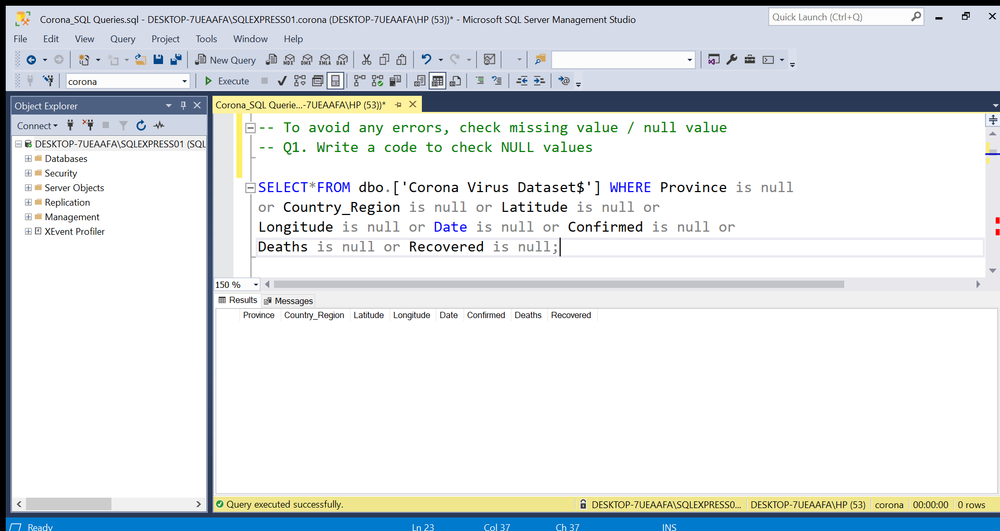 Corona_SQL Queries.sql - DESKTOP-7UEAAFA\SQLEXPRESS01.corona (DESKTOP-7UEAAFA\HP (53))* - Microsoft SQL Server Management Studio
Quick Launch (Ctrl+Q)
File Edit View Query Project Tools Window Help
New Query MDX DMX XMLA DAX
corona Execute
Object Explorer
Connect
DESKTOP-7UEAAFA\SQLEXPRESS01 (SQL
Databases
Security
Server Objects
Replication
Management
XEvent Profiler
Corona_SQL Querie...-7UEAAFA\HP (53))*
-- To avoid any errors, check missing value / null value
-- Q1. Write a code to check NULL values
SELECT*FROM dbo.['Corona Virus Dataset$'] WHERE Province is null
or Country_Region is null or Latitude is null or
Longitude is null or Date is null or Confirmed is null or
Deaths is null or Recovered is null;
150 %
Results Messages
Province Country_Region Latitude Longitude Date Confirmed Deaths Recovered
Query executed successfully. DESKTOP-7UEAAFA\SQLEXPRESS0... DESKTOP-7UEAAFA\HP (53) corona 00:00:00 0 rows
Ready Ln 23 Col 37 Ch 37 INS